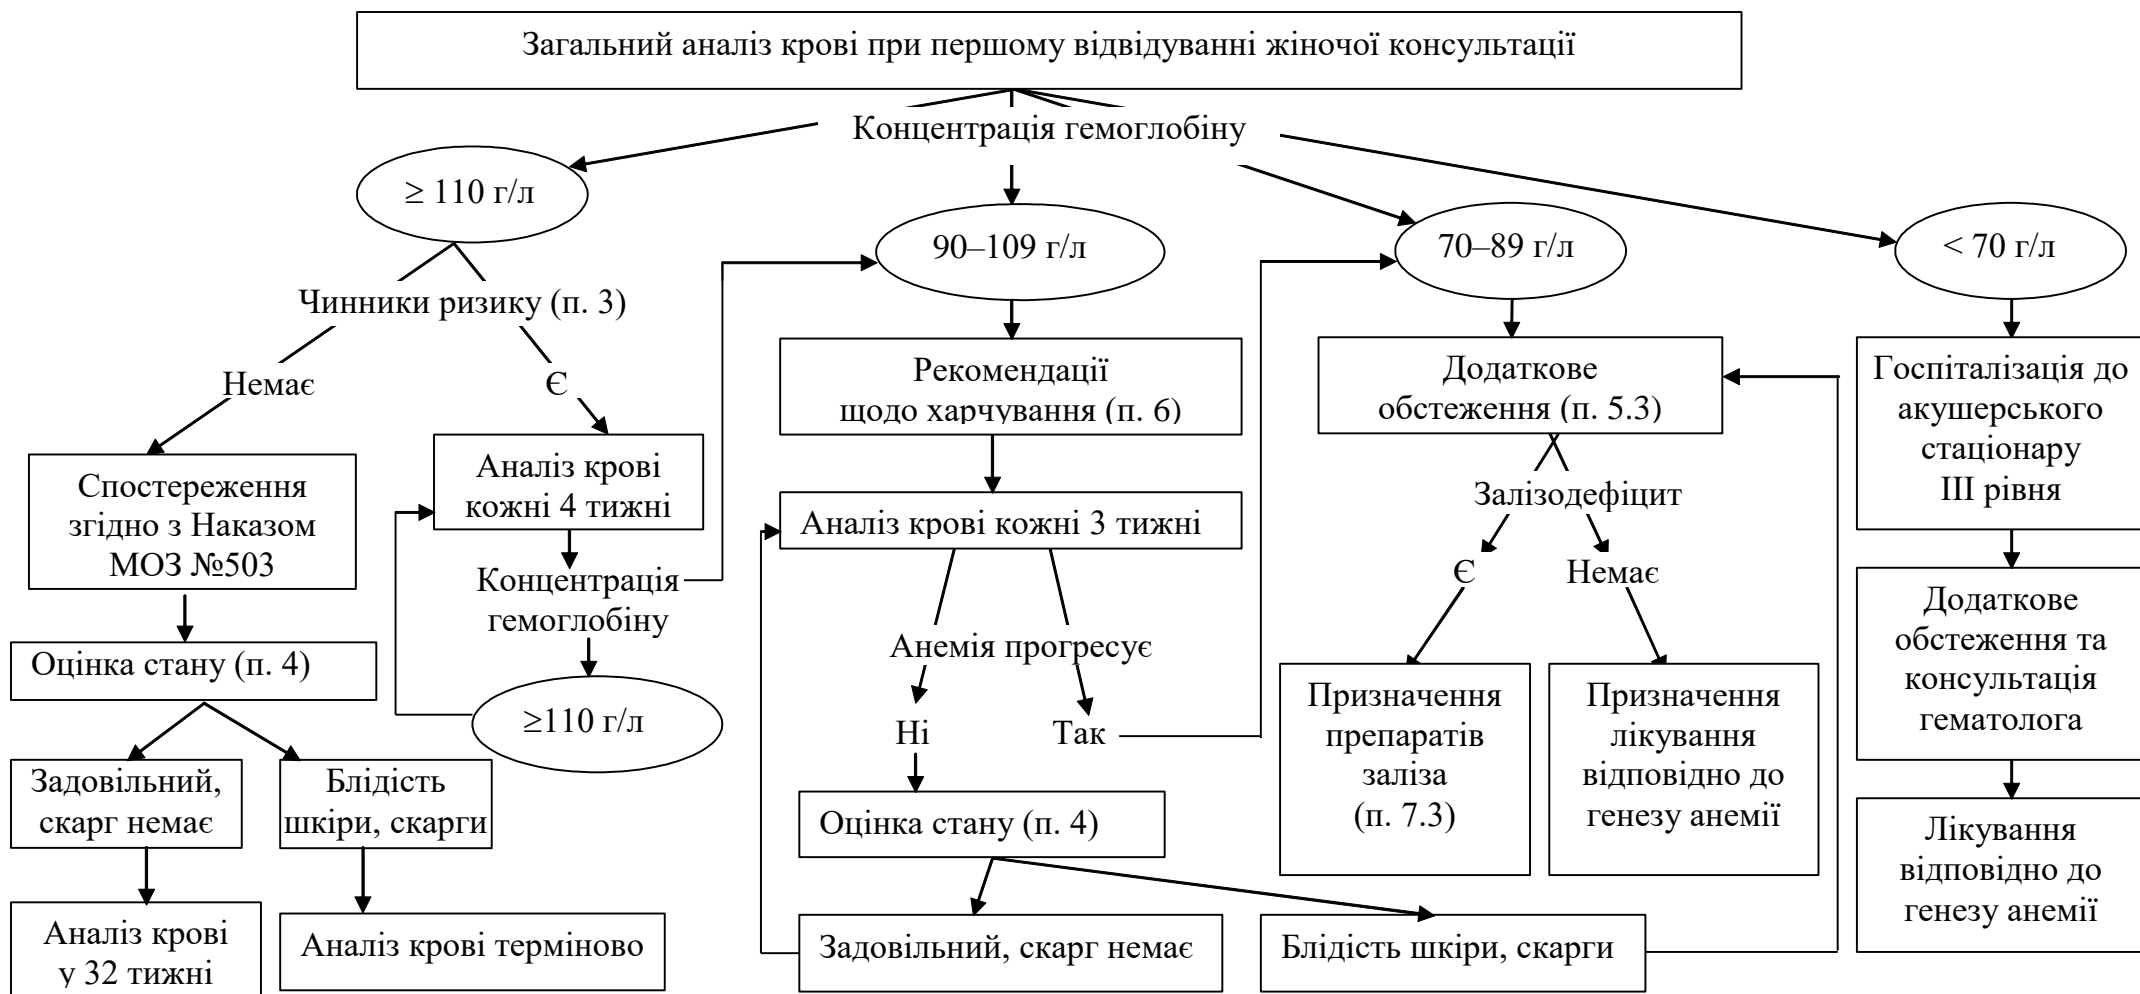 Загальний аналіз крові при першому відвідуванні жіночої консультації
Концентрація гемоглобіну
≥ 110 г/л
90–109 г/л
70–89 г/л
< 70 г/л
Чинники ризику (п. 3)
Немає
Є
Спостереження
згідно з Наказом
МОЗ №503
Оцінка стану (п. 4)
Задовільний,
скарг немає
Блідість
шкіри, скарги
Аналіз крові
у 32 тижні
Аналіз крові терміново
Аналіз крові
кожні 4 тижні
Концентрація
гемоглобіну
≥110 г/л
Рекомендації
щодо харчування (п. 6)
Аналіз крові кожні 3 тижні
Анемія прогресує
Ні
Так
Оцінка стану (п. 4)
Задовільний, скарг немає
Блідість шкіри, скарги
Додаткове
обстеження (п. 5.3)
Залізодефіцит
Є
Немає
Призначення
препаратів
заліза
(п. 7.3)
Призначення
лікування
відповідно до
генезу анемії
Госпіталізація до
акушерського
стаціонару
ІІІ рівня
Додаткове
обстеження та
консультація
гематолога
Лікування
відповідно до
генезу анемії